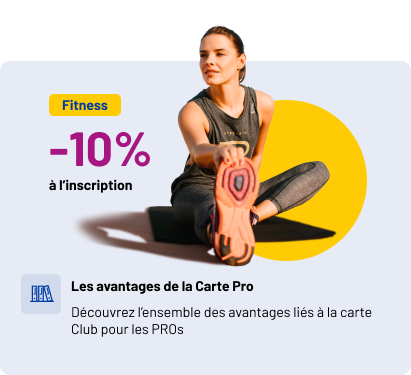 Fitness
-10%
à l'inscription
Les avantages de la Carte Pro
Découvrez l'ensemble des avantages liés à la carte
Club pour les PROs